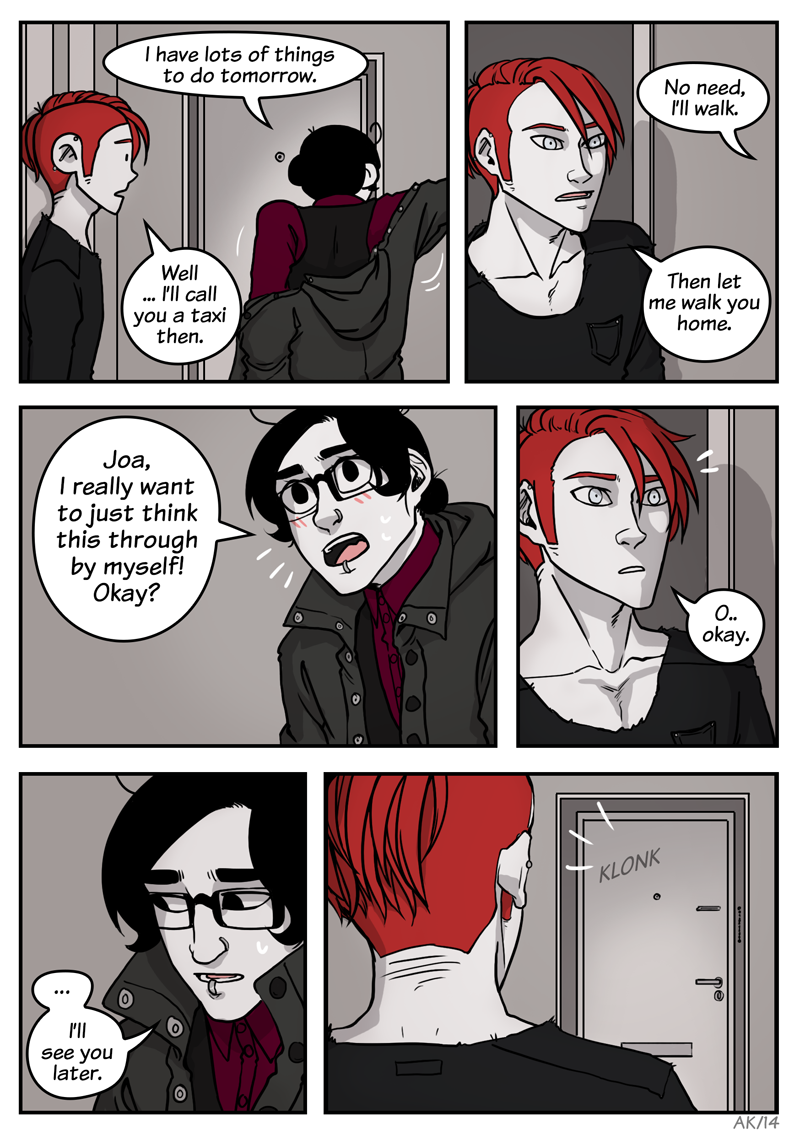 I have lots of things
to do tomorrow.
Well
... I'll call
you a taxi
then.
No need,
I'll walk.
Then let
me walk you
home.
Joa,
I really want
to just think
this through
by myself!
Okay?
O..
okay.
...
I'll
see you
later.
KLONK
AK/14